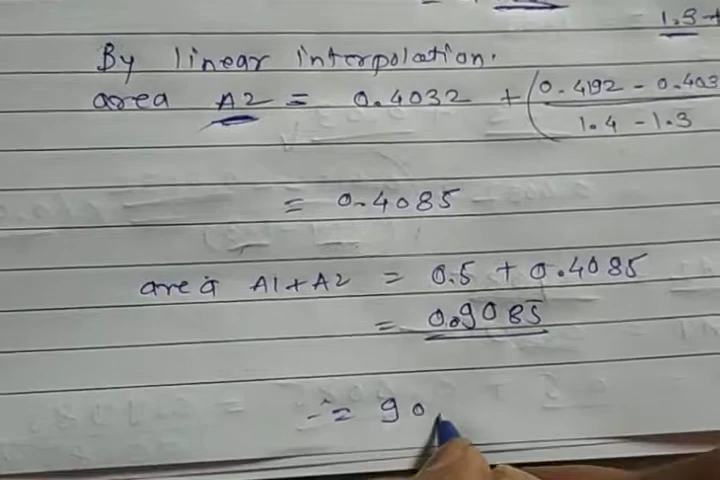 1.3+
By linear interpolation.
area A2 = 0.4032 + (0.4192 - 0.403
1.4 - 1.3
= 0.4085
area A1+A2 = 0.5 + 0.4085
= 0.9085
∴ = 90.